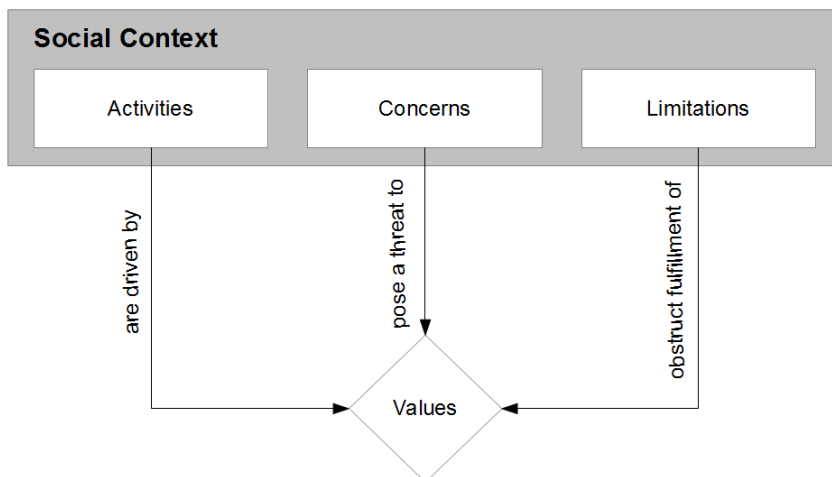 Social Context
Activities
Concerns
Limitations
are driven by
pose a threat to
obstruct fulfillment of
Values